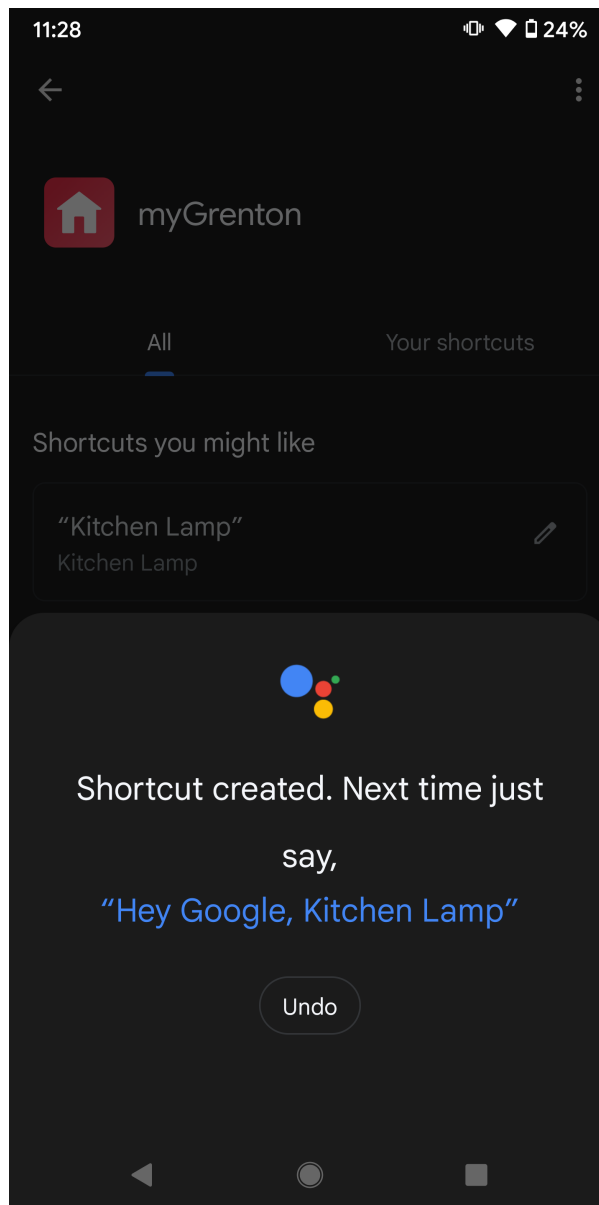 11:28
24%
myGrenton
All
Your shortcuts
Shortcuts you might like
“Kitchen Lamp”
Kitchen Lamp
Shortcut created. Next time just
say,
“Hey Google, Kitchen Lamp”
Undo